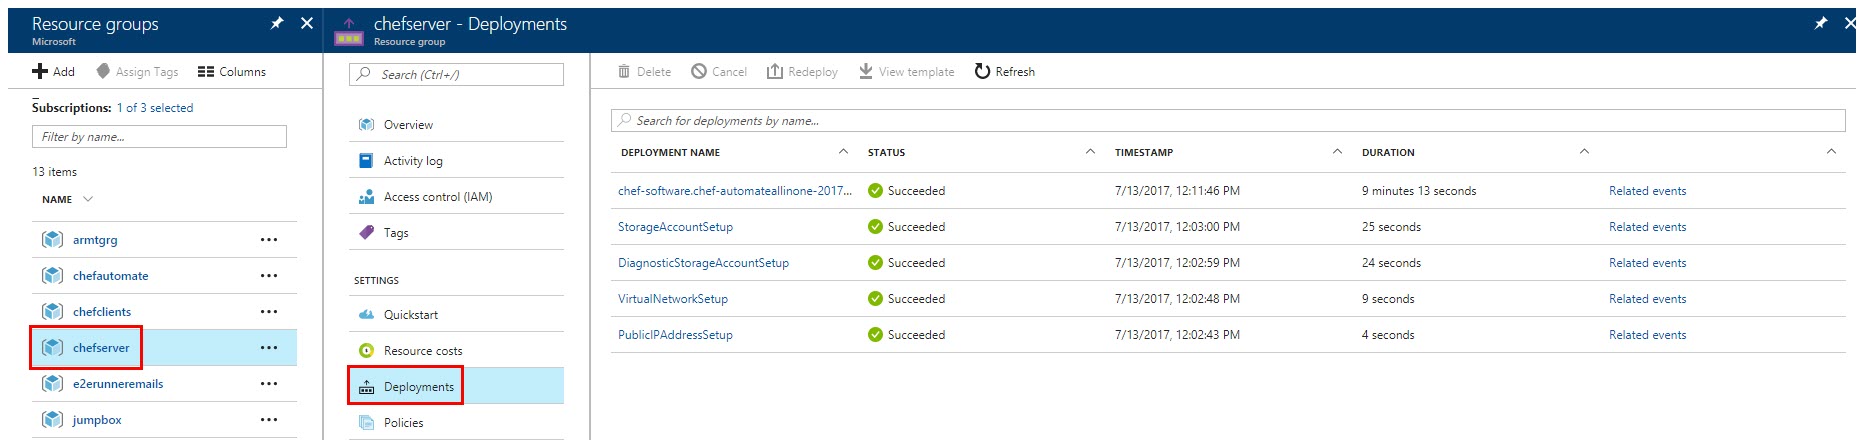 Resource groups
Microsoft
Add Assign Tags Columns
Subscriptions: 1 of 3 selected
Filter by name...
13 items
NAME
armtgrg
chefautomate
chefclients
chefserver
e2erunneremails
jumpbox
chefserver - Deployments
Resource group
Search (Ctrl+/)
Overview
Activity log
Access control (IAM)
Tags
SETTINGS
Quickstart
Resource costs
Deployments
Policies
Delete Cancel Redeploy View template Refresh
Search for deployments by name...
DEPLOYMENT NAME STATUS TIMESTAMP DURATION
chef-software.chef-automateallinone-2017... Succeeded 7/13/2017, 12:11:46 PM 9 minutes 13 seconds Related events
StorageAccountSetup Succeeded 7/13/2017, 12:03:00 PM 25 seconds Related events
DiagnosticStorageAccountSetup Succeeded 7/13/2017, 12:02:59 PM 24 seconds Related events
VirtualNetworkSetup Succeeded 7/13/2017, 12:02:48 PM 9 seconds Related events
PublicIPAddressSetup Succeeded 7/13/2017, 12:02:43 PM 4 seconds Related events